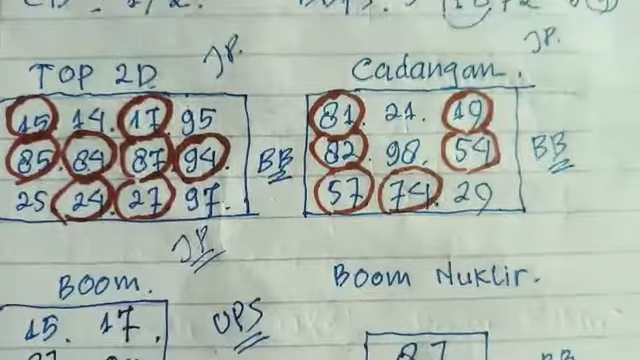 JP.
JP.
TOP 2D
Cadangan.
15. 14. 17. 95
85. 84. 87. 94.
25. 24. 27. 97.
BB
81. 21. 19
82. 98. 54
57. 74. 29
BB
JP
BOOM.
BOOM NUKLIR.
15. 17.
OPS
87